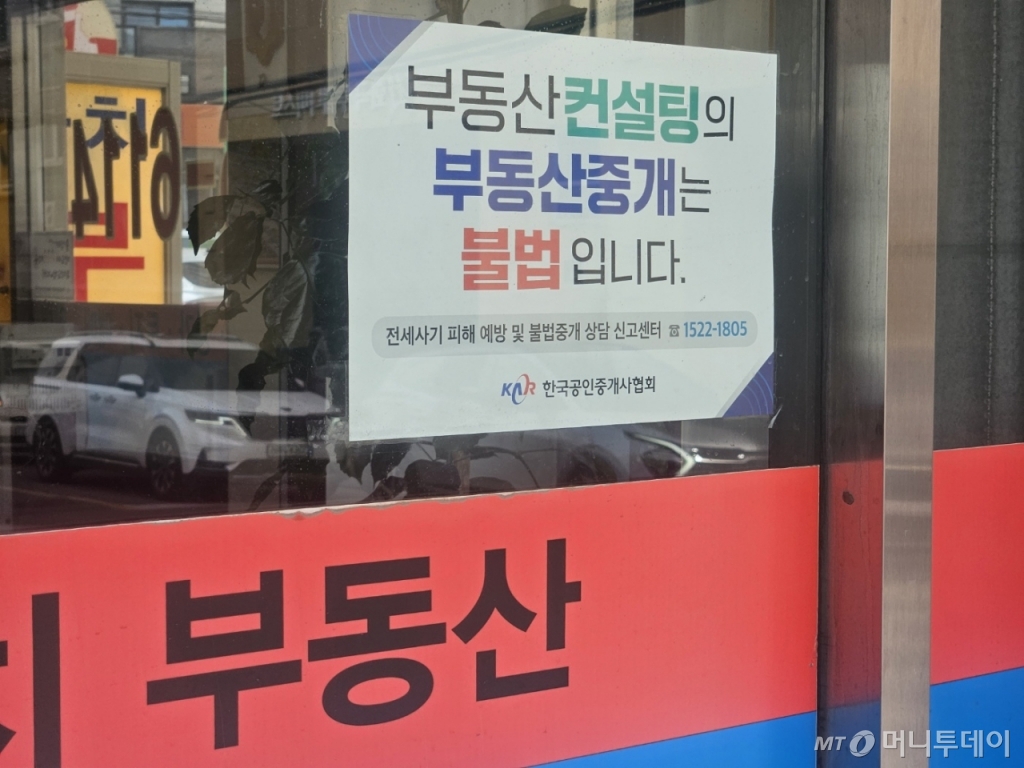 부동산컨설팅의
부동산중개는
불법입니다.
전세사기 피해 예방 및 불법중개 상담 신고센터 ☎ 1522-1805
KAR 한국공인중개사협회
부동산
MT 머니투데이